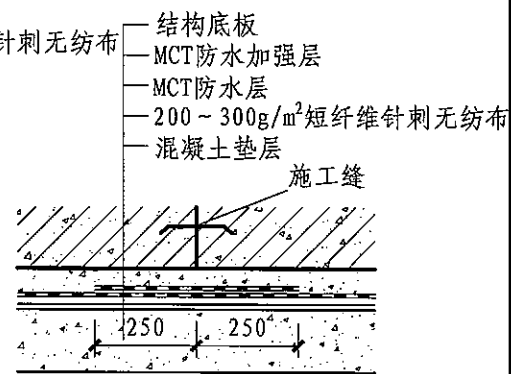 结构底板
针刺无纺布
MCT防水加强层
MCT防水层
200~300g/m²短纤维针刺无纺布
混凝土垫层
施工缝
250 250